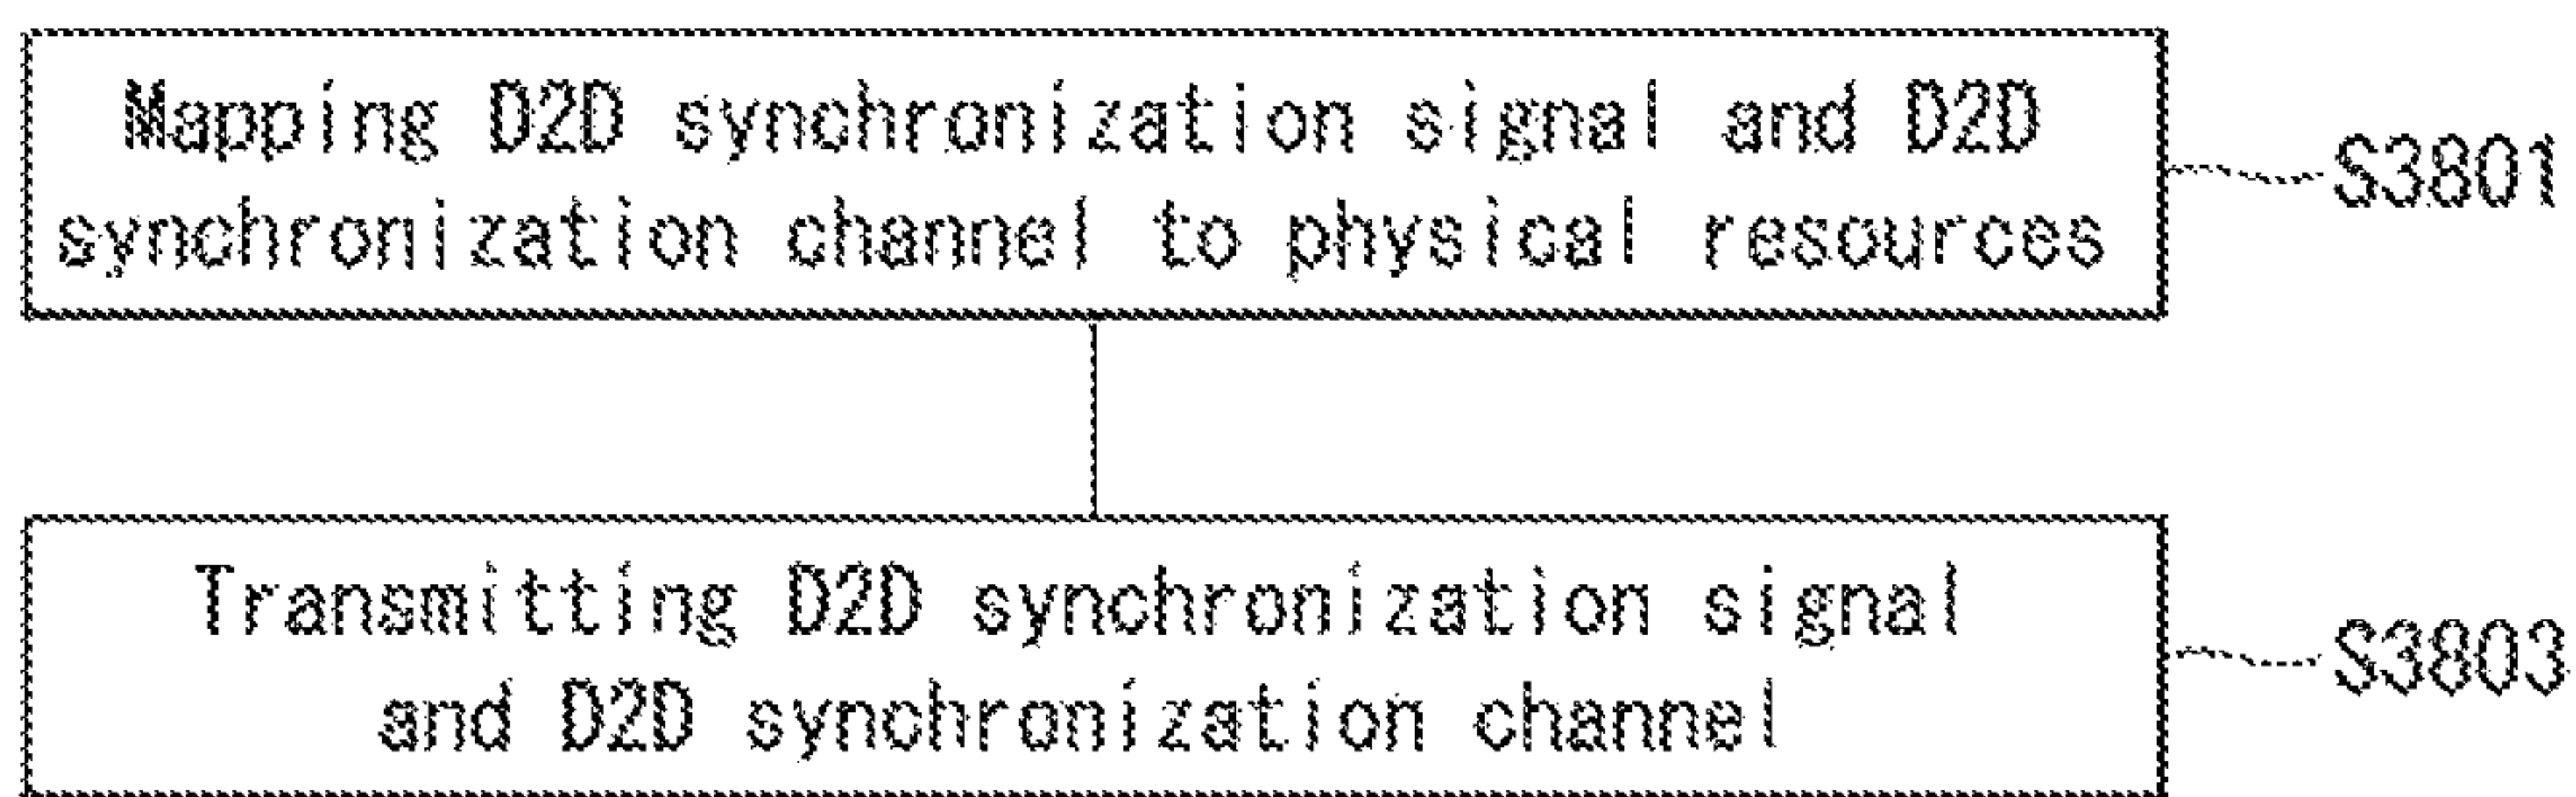 Mapping D2D synchronization signal and D2D
synchronization channel to physical resources
S3801
Transmitting D2D synchronization signal
and D2D synchronization channel
S3803